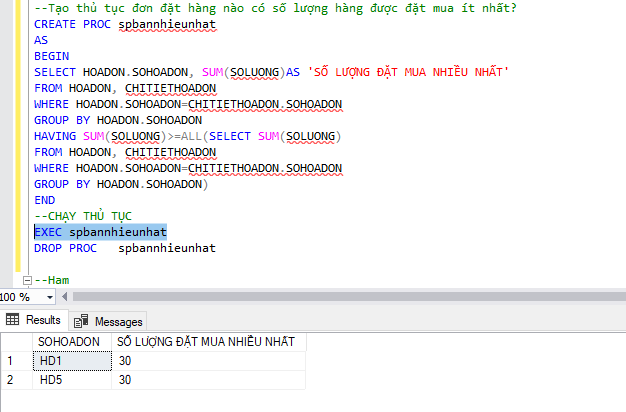 --Tạo thủ tục đơn đặt hàng nào có số lượng hàng được đặt mua ít nhất?
CREATE PROC spbannhieunhat
AS
BEGIN
SELECT HOADON.SOHOADON, SUM(SOLUONG)AS 'SỐ LƯỢNG ĐẶT MUA NHIỀU NHẤT'
FROM HOADON, CHITIETHOADON
WHERE HOADON.SOHOADON=CHITIETHOADON.SOHOADON
GROUP BY HOADON.SOHOADON
HAVING SUM(SOLUONG)>=ALL(SELECT SUM(SOLUONG)
FROM HOADON, CHITIETHOADON
WHERE HOADON.SOHOADON=CHITIETHOADON.SOHOADON
GROUP BY HOADON.SOHOADON)
END
--CHẠY THỦ TỤC
EXEC spbannhieunhat
DROP PROC   spbannhieunhat
--Ham
100 %
Results Messages
SOHOADON SỐ LƯỢNG ĐẶT MUA NHIỀU NHẤT
1 HD1 30
2 HD5 30